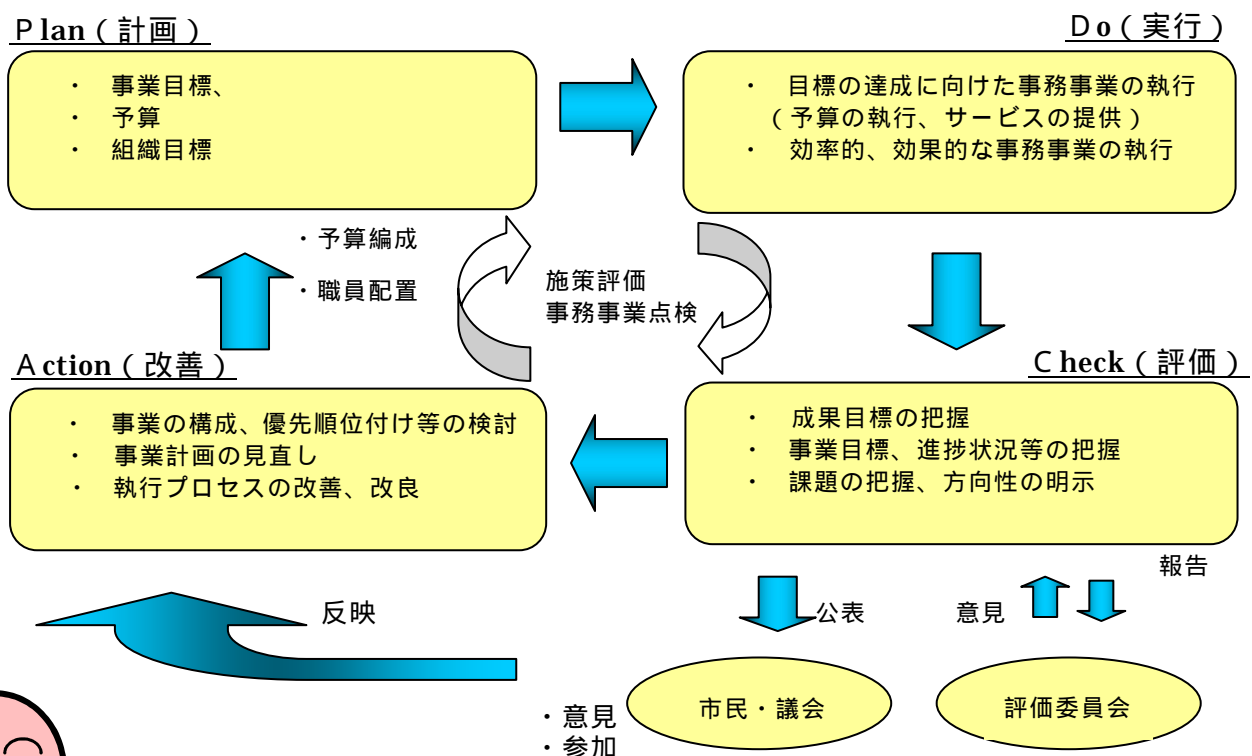 Plan（計画）
・ 事業目標、
・ 予算
・ 組織目標
Do（実行）
・ 目標の達成に向けた事務事業の執行
（予算の執行、サービスの提供）
・ 効率的、効果的な事務事業の執行
・予算編成
・職員配置
施策評価
事務事業点検
Action（改善）
・ 事業の構成、優先順位付け等の検討
・ 事業計画の見直し
・ 執行プロセスの改善、改良
Check（評価）
・ 成果目標の把握
・ 事業目標、進捗状況等の把握
・ 課題の把握、方向性の明示
報告
反映
公表
意見
市民・議会
評価委員会
・意見
・参加